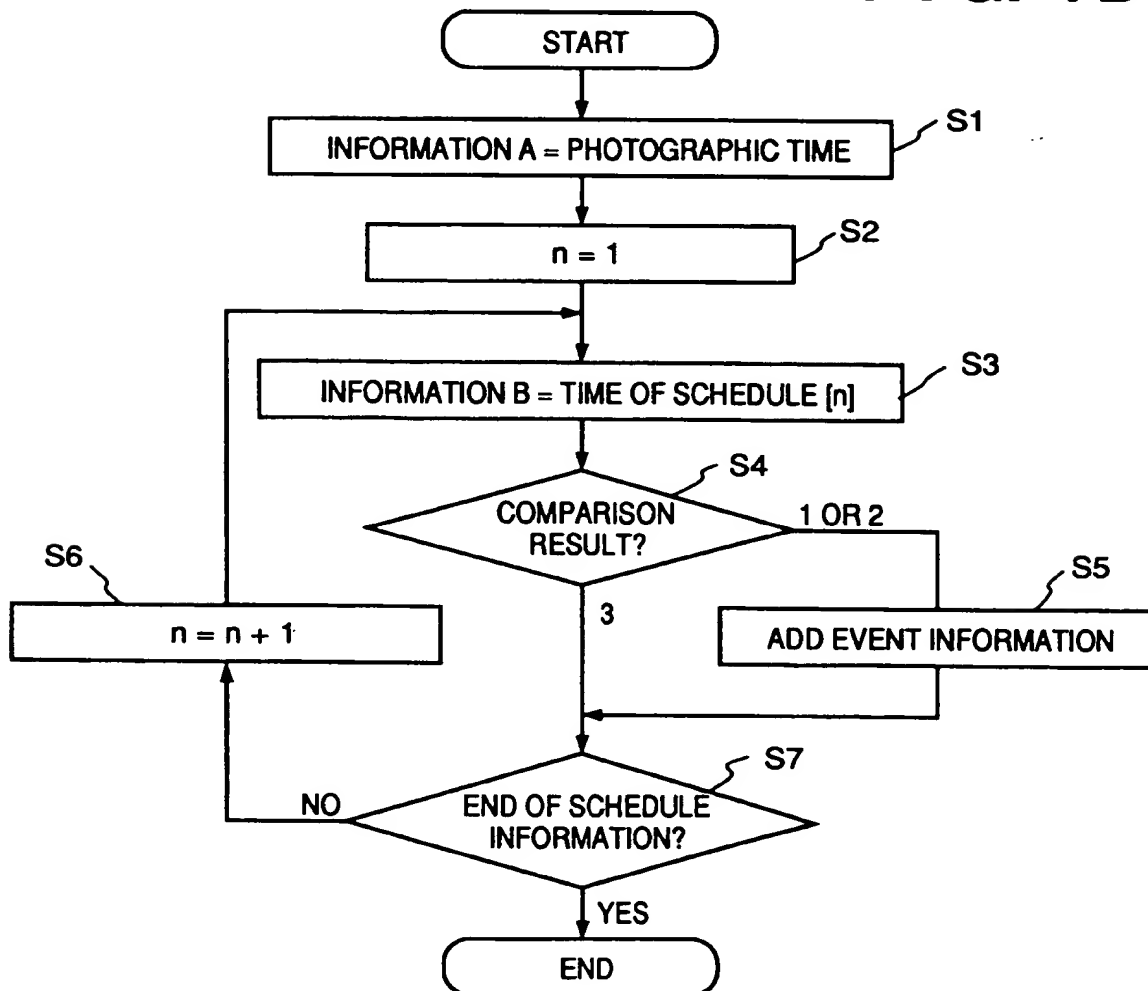 START
S1
INFORMATION A = PHOTOGRAPHIC TIME
S2
n = 1
S3
INFORMATION B = TIME OF SCHEDULE [n]
S4
COMPARISON
RESULT?
1 OR 2
S6
n = n + 1
3
S5
ADD EVENT INFORMATION
S7
NO
END OF SCHEDULE
INFORMATION?
YES
END